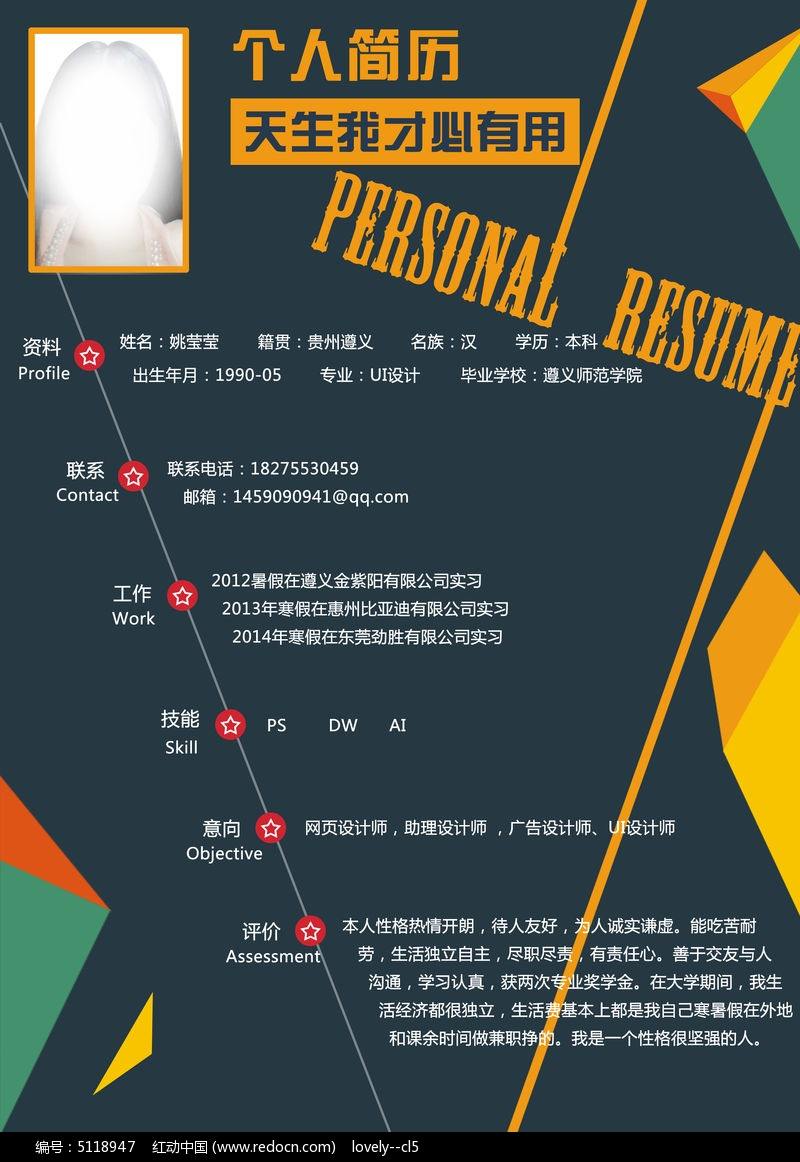 个人简历
天生我才必有用
PERSONAL RESUME
资料
Profile
姓名：姚莹莹 籍贯：贵州遵义 名族：汉 学历：本科
出生年月：1990-05 专业：UI设计 毕业学校：遵义师范学院
联系
Contact
联系电话：18275530459
邮箱：1459090941@qq.com
工作
Work
2012暑假在遵义金紫阳有限公司实习
2013年寒假在惠州比亚迪有限公司实习
2014年寒假在东莞劲胜有限公司实习
技能
Skill
PS DW AI
意向
Objective
网页设计师，助理设计师 ，广告设计师、UI设计师
评价
Assessment
本人性格热情开朗，待人友好，为人诚实谦虚。能吃苦耐
劳，生活独立自主，尽职尽责，有责任心。善于交友与人
沟通，学习认真，获两次专业奖学金。在大学期间，我生
活经济都很独立，生活费基本上都是我自己寒暑假在外地
和课余时间做兼职挣的。我是一个性格很坚强的人。
编号：5118947 红动中国 (www.redocn.com) lovely--cl5